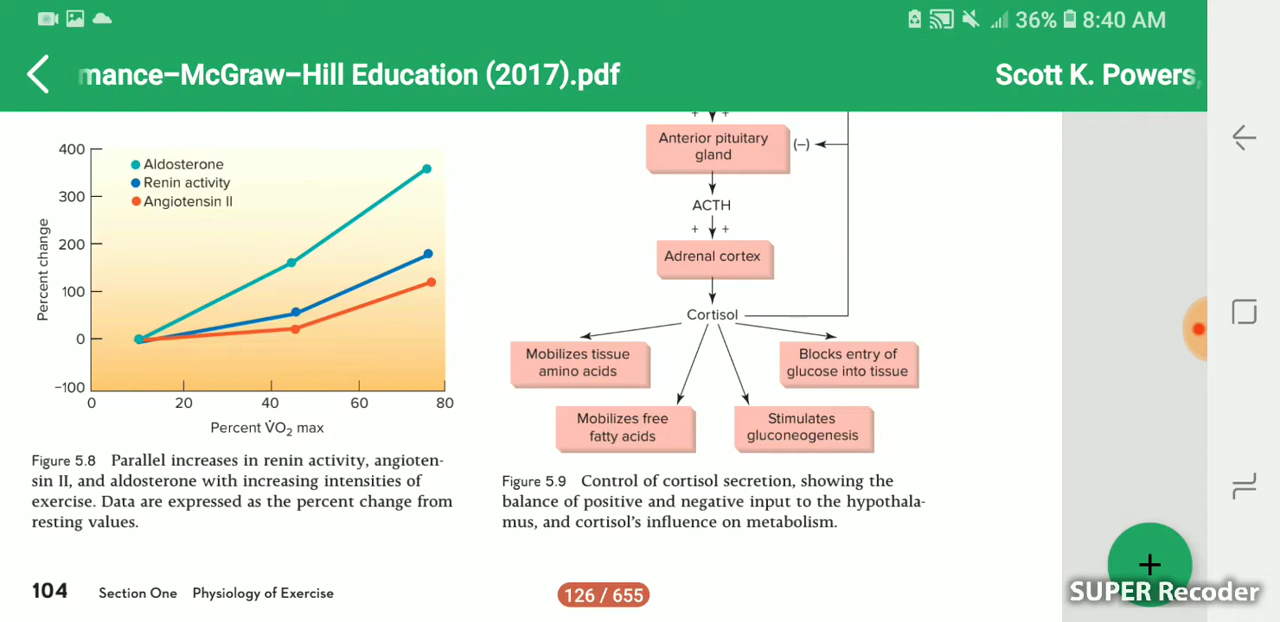 36% 8:40 AM
mance–McGraw–Hill Education (2017).pdf
Scott K. Powers,
400
300
200
100
0
−100
Percent change
Aldosterone
Renin activity
Angiotensin II
0 20 40 60 80
Percent V̇O₂ max
Figure 5.8 Parallel increases in renin activity, angioten-
sin II, and aldosterone with increasing intensities of
exercise. Data are expressed as the percent change from
resting values.
+ +
Anterior pituitary
gland
(−)
ACTH
+ +
Adrenal cortex
Cortisol
Mobilizes tissue
amino acids
Blocks entry of
glucose into tissue
Mobilizes free
fatty acids
Stimulates
gluconeogenesis
Figure 5.9 Control of cortisol secretion, showing the
balance of positive and negative input to the hypothala-
mus, and cortisol's influence on metabolism.
104 Section One Physiology of Exercise
126 / 655
+
SUPER Recoder